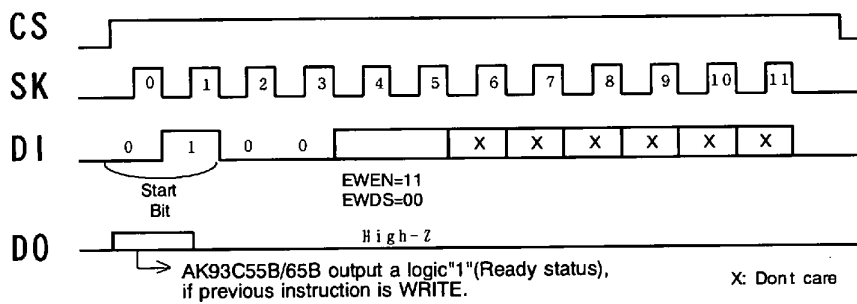 CS
SK 0 1 2 3 4 5 6 7 8 9 10 11
DI 0 1 0 0 X X X X X X
Start
Bit
EWEN=11
EWDS=00
DO High-Z
AK93C55B/65B output a logic"1"(Ready status),
if previous instruction is WRITE.
X: Dont care